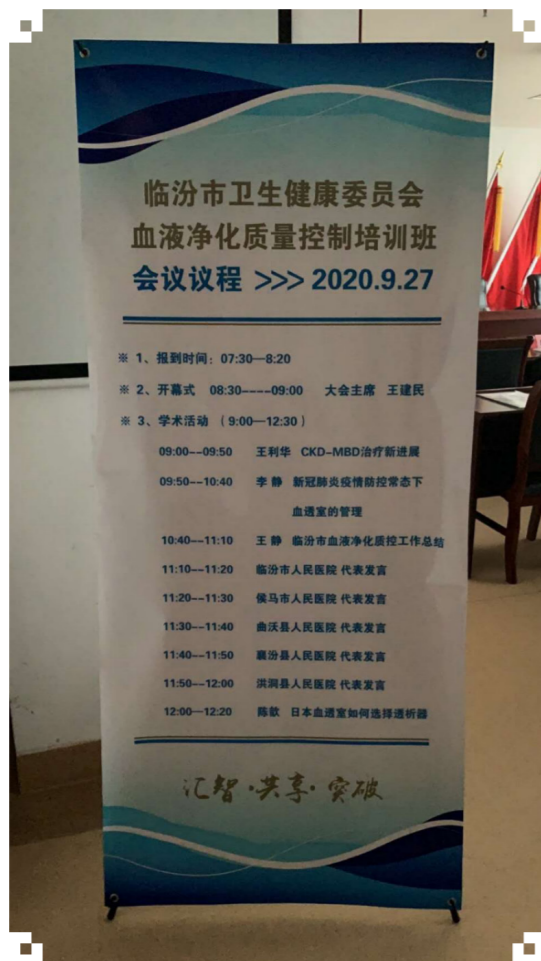 临汾市卫生健康委员会
血液净化质量控制培训班
会议议程 >>> 2020.9.27
※ 1、报到时间：07:30—8:20
※ 2、开幕式 08:30----09:00 大会主席 王建民
※ 3、学术活动 （9:00—12:30）
09:00--09:50 王利华 CKD-MBD治疗新进展
09:50--10:40 李 静 新冠肺炎疫情防控常态下
血透室的管理
10:40--11:10 王 静 临汾市血液净化质控工作总结
11:10--11:20 临汾市人民医院 代表发言
11:20--11:30 侯马市人民医院 代表发言
11:30--11:40 曲沃县人民医院 代表发言
11:40--11:50 襄汾县人民医院 代表发言
11:50--12:00 洪洞县人民医院 代表发言
12:00--12:20 陈歆 日本血透室如何选择透析器
汇智·共享·突破